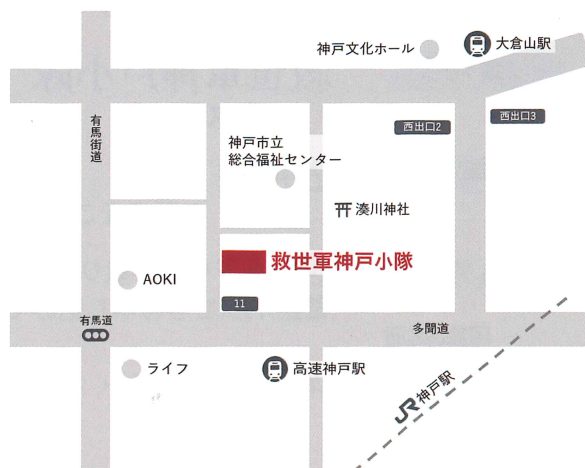 神戸文化ホール
大倉山駅
有馬街道
西出口2
西出口3
神戸市立
総合福祉センター
湊川神社
救世軍神戸小隊
AOKI
11
有馬道
多聞道
ライフ
高速神戸駅
JR神戸駅